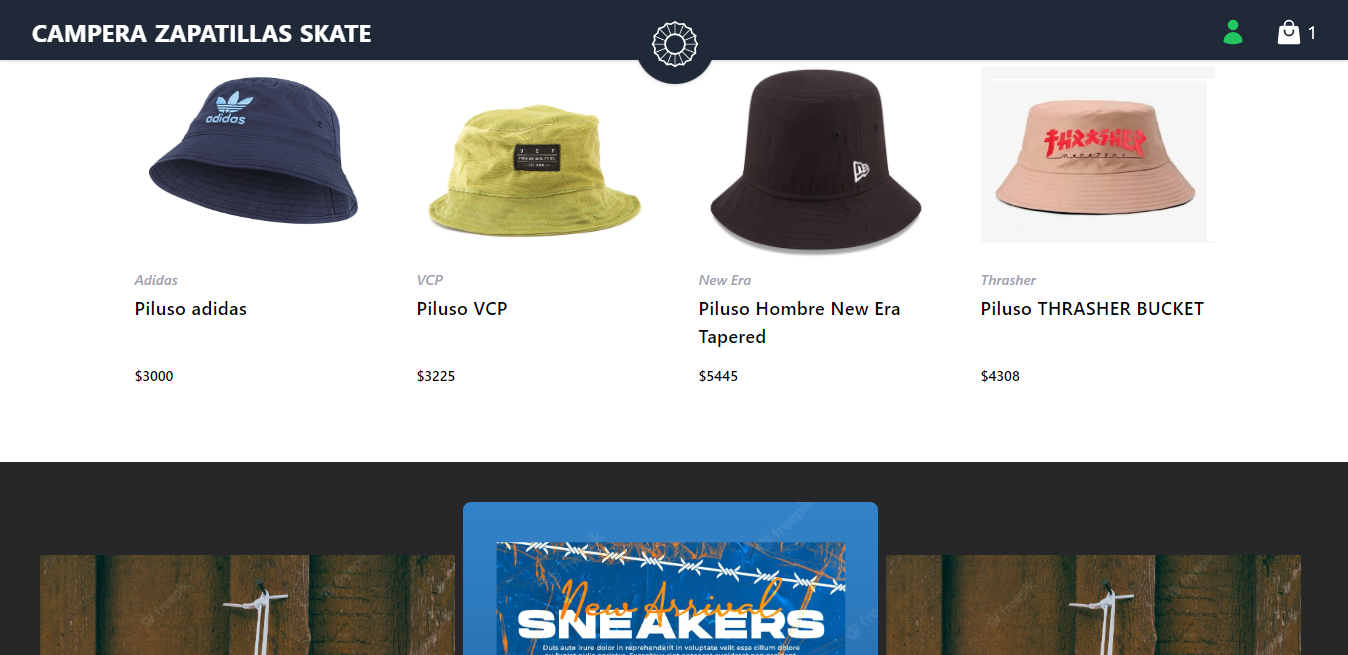 CAMPERA ZAPATILLAS SKATE
1
adidas
V C P
THRASHER
MAGAZINE
Adidas
VCP
New Era
Thrasher
Piluso adidas
Piluso VCP
Piluso Hombre New Era
Tapered
Piluso THRASHER BUCKET
$3000
$3225
$5445
$4308
New Arrival
SNEAKERS
Duis aute irure dolor in reprehenderit in voluptate velit esse cillum dolore